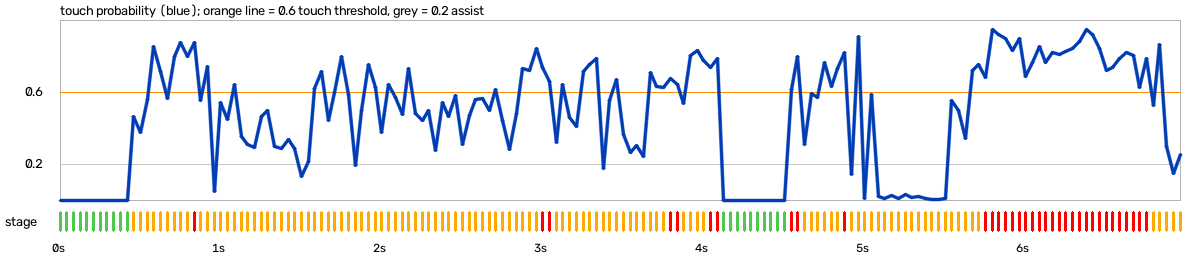 touch probability (blue); orange line = 0.6 touch threshold, grey = 0.2 assist
0.6
0.2
stage
0s 1s 2s 3s 4s 5s 6s